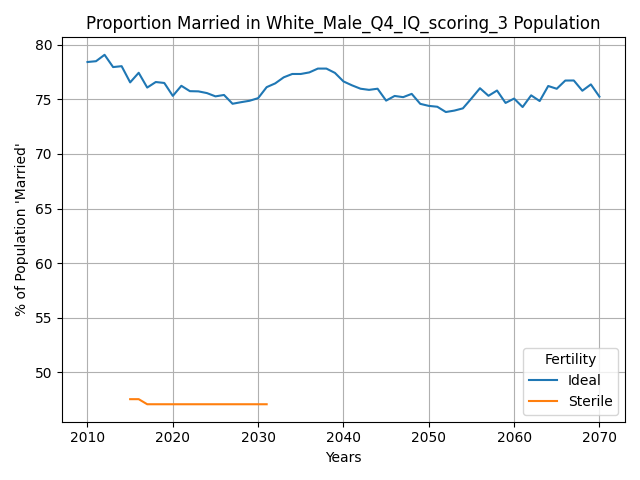 Proportion Married in White_Male_Q4_IQ_scoring_3 Population
% of Population 'Married'
80
75
70
65
60
55
50
2010 2020 2030 2040 2050 2060 2070
Years
Fertility
Ideal
Sterile